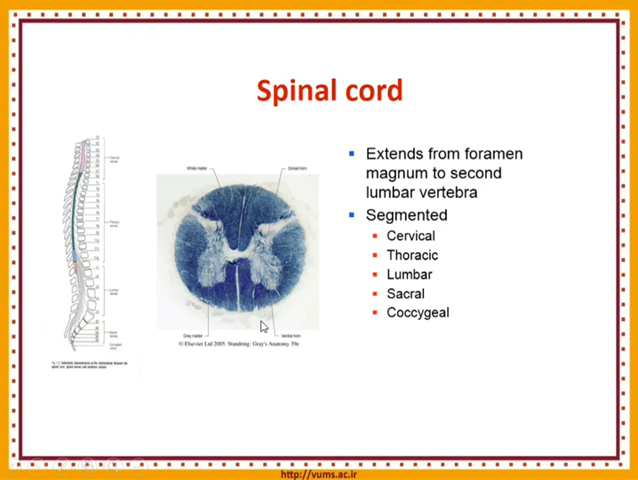 Spinal cord
Extends from foramen
magnum to second
lumbar vertebra
Segmented
Cervical
Thoracic
Lumbar
Sacral
Coccygeal
White matter
Dorsal horn
Grey matter
Ventral horn
© Elsevier Ltd 2005. Standring: Gray's Anatomy 39e
http://vums.ac.ir